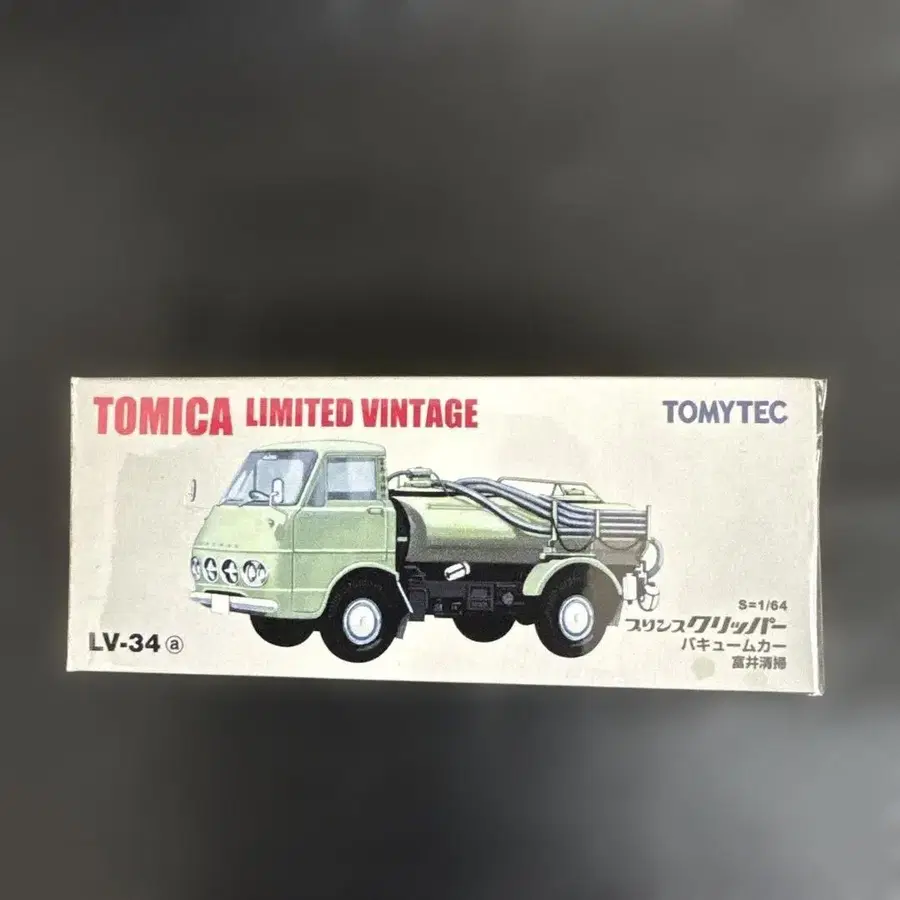 TOMICA LIMITED VINTAGE
TOMYTEC
LV-34 ⓐ
S=1/64
プリンスクリッパー
バキュームカー
富井清掃